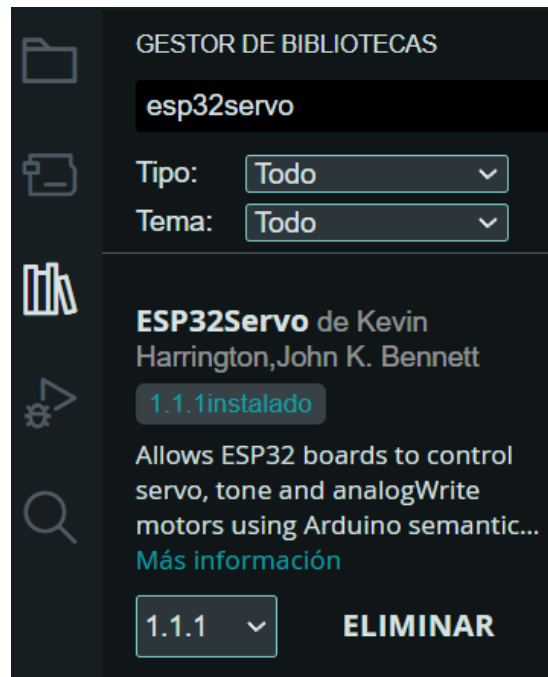 GESTOR DE BIBLIOTECAS
esp32servo
Tipo: Todo
Tema: Todo
ESP32Servo de Kevin
Harrington,John K. Bennett
1.1.1instalado
Allows ESP32 boards to control
servo, tone and analogWrite
motors using Arduino semantic...
Más información
1.1.1 ELIMINAR